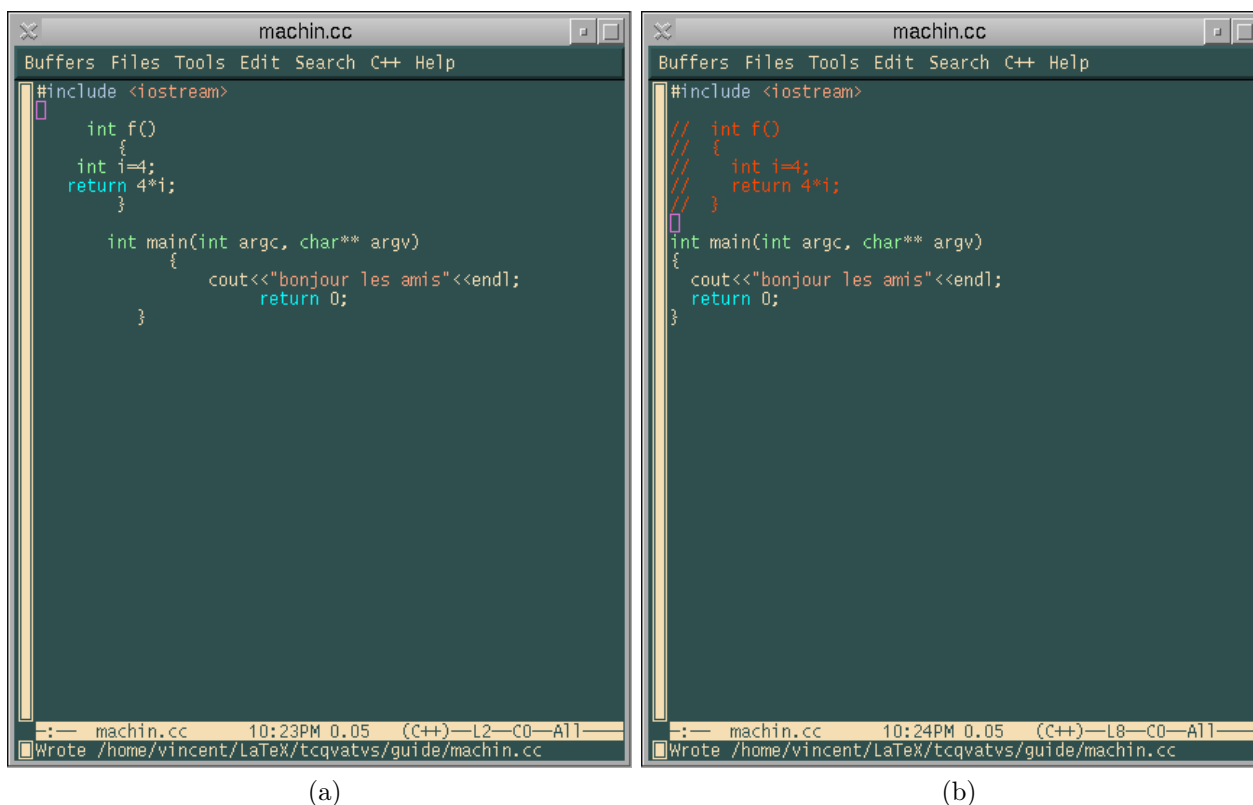 machin.cc
Buffers Files Tools Edit Search C++ Help
#include <iostream>
int f()
{
int i=4;
return 4*i;
}
int main(int argc, char** argv)
{
cout<<"bonjour les amis"<<endl;
return 0;
}
-:-- machin.cc 10:23PM 0.05 (C++)--L2--C0--All----
Wrote /home/vincent/LaTeX/tcqvatvs/guide/machin.cc
(a)
machin.cc
Buffers Files Tools Edit Search C++ Help
#include <iostream>
// int f()
// {
// int i=4;
// return 4*i;
// }
int main(int argc, char** argv)
{
cout<<"bonjour les amis"<<endl;
return 0;
}
-:-- machin.cc 10:24PM 0.05 (C++)--L8--C0--All----
Wrote /home/vincent/LaTeX/tcqvatvs/guide/machin.cc
(b)